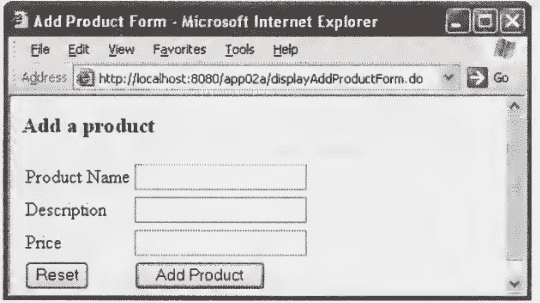 Add Product Form - Microsoft Internet Explorer
File Edit View Favorites Tools Help
Address http://localhost:8080/app02a/displayAddProductForm.do Go
Add a product
Product Name
Description
Price
Reset Add Product